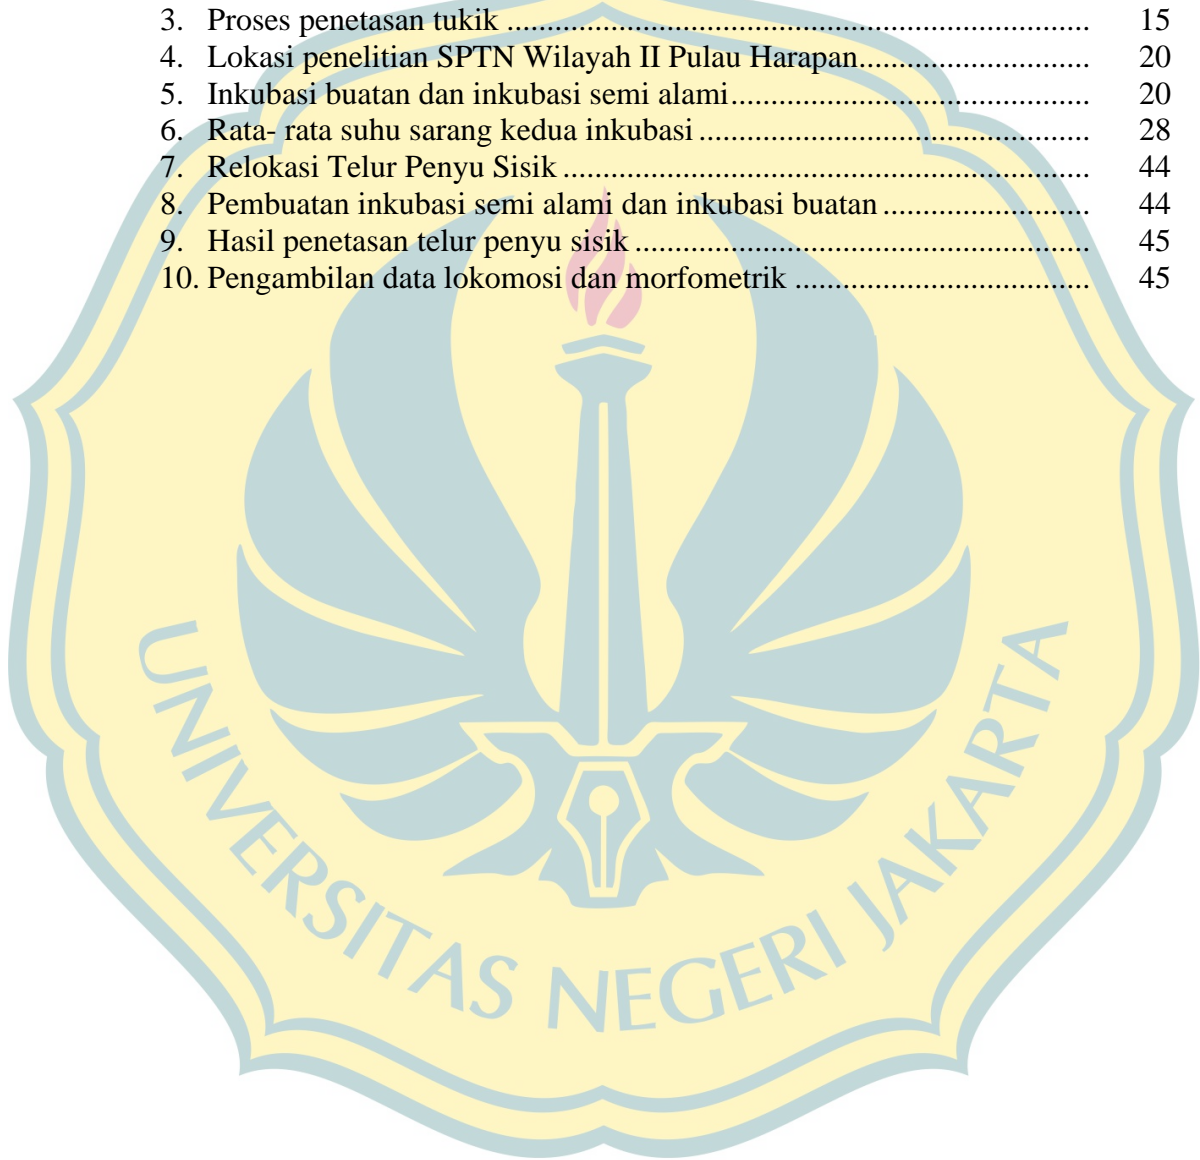 3. Proses penetasan tukik ........................................................................... 15
4. Lokasi penelitian SPTN Wilayah II Pulau Harapan.............................. 20
5. Inkubasi buatan dan inkubasi semi alami............................................... 20
6. Rata- rata suhu sarang kedua inkubasi ................................................... 28
7. Relokasi Telur Penyu Sisik .................................................................... 44
8. Pembuatan inkubasi semi alami dan inkubasi buatan ........................... 44
9. Hasil penetasan telur penyu sisik ........................................................... 45
10. Pengambilan data lokomosi dan morfometrik ...................................... 45
UNIVERSITAS NEGERI JAKARTA